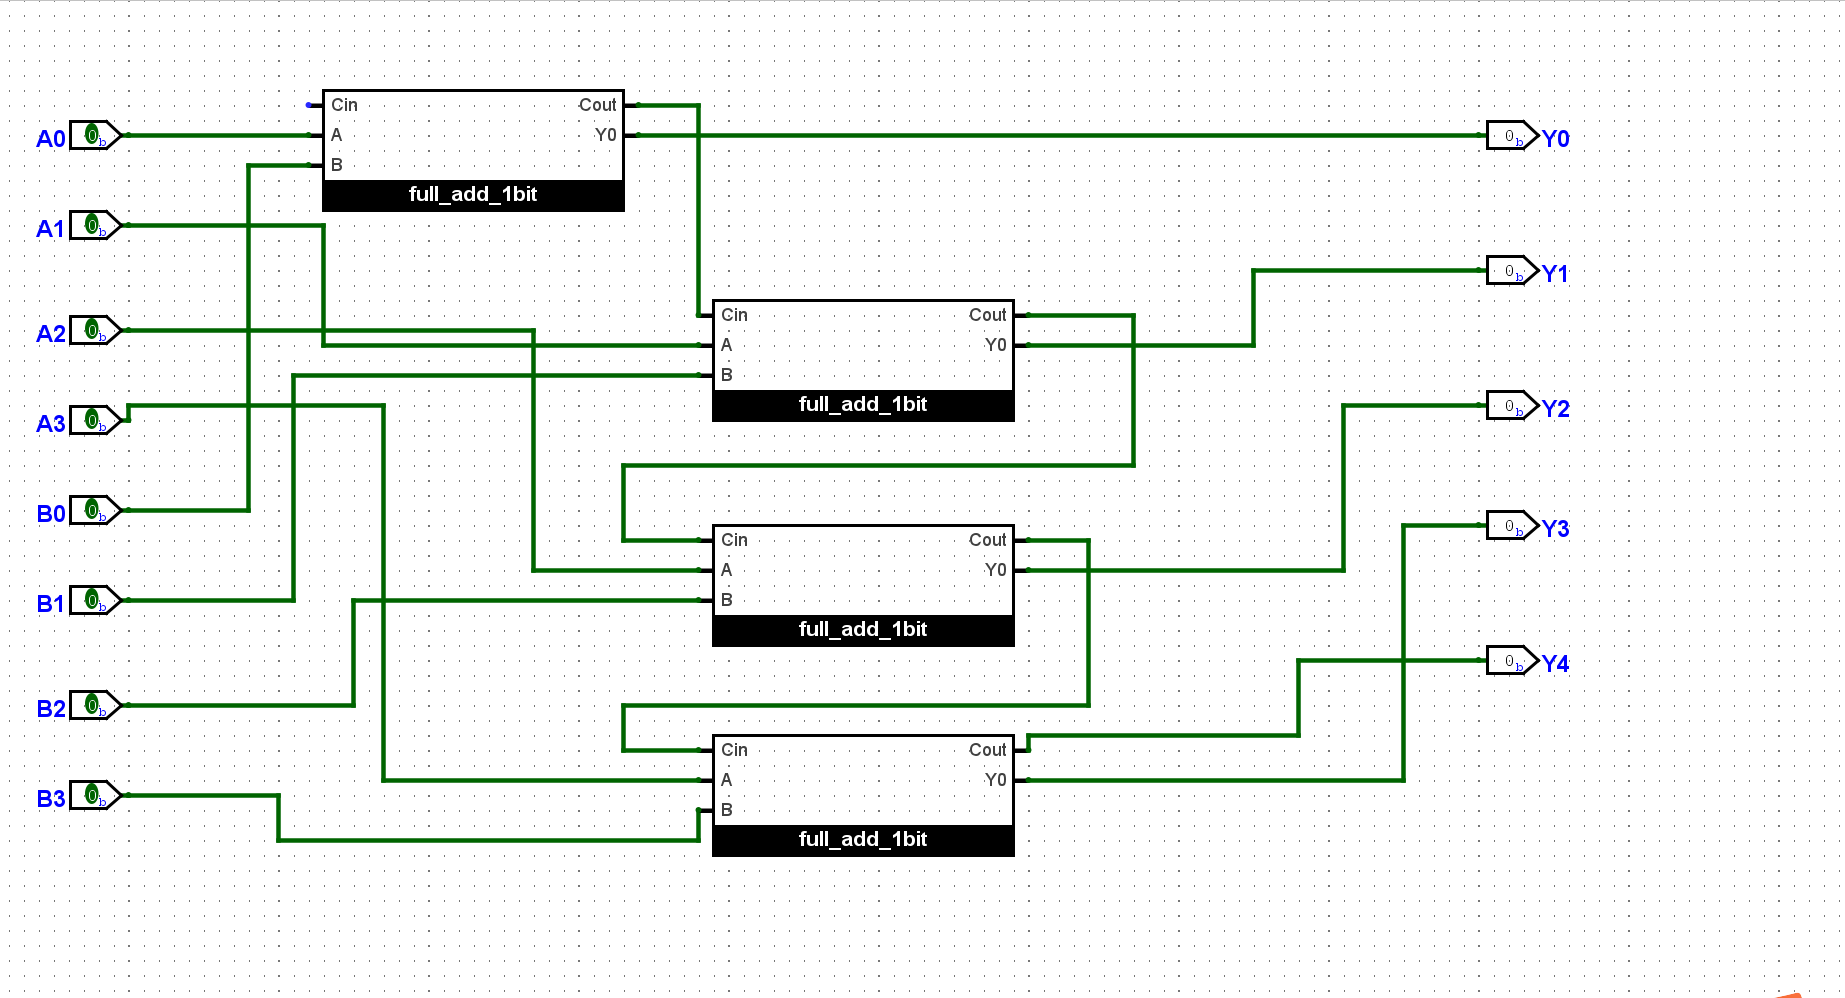 Cin Cout
A0 0b A Y0 0b Y0
B
full_add_1bit
A1 0b
0b Y1
A2 0b Cin Cout
A Y0
B
full_add_1bit
A3 0b
0b Y2
B0 0b
Cin Cout
0b Y3
A Y0
B
full_add_1bit
B1 0b
0b Y4
B2 0b
Cin Cout
A Y0
B
full_add_1bit
B3 0b